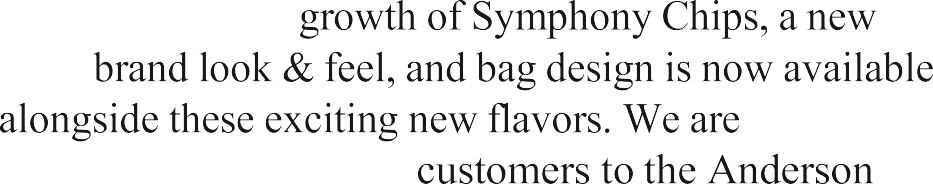 growth of Symphony Chips, a new
brand look & feel, and bag design is now available
alongside these exciting new flavors. We are
customers to the Anderson